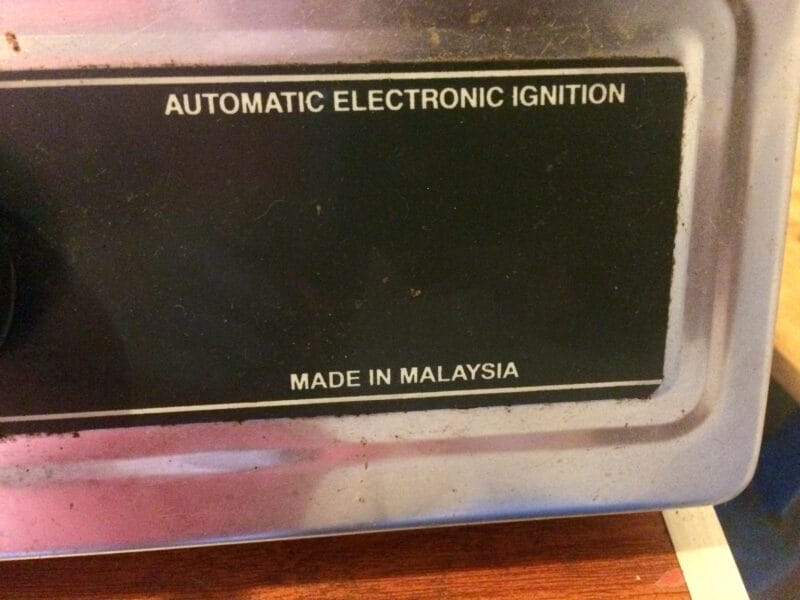 AUTOMATIC ELECTRONIC IGNITION
MADE IN MALAYSIA